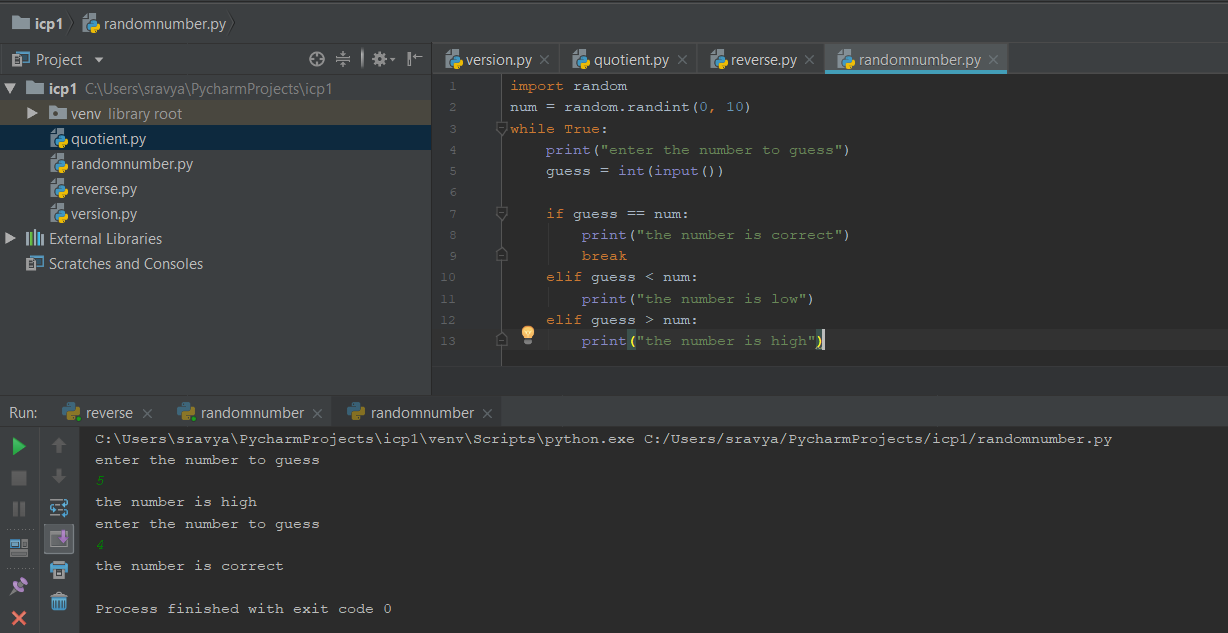 icp1 randomnumber.py
Project
icp1 C:\Users\sravya\PycharmProjects\icp1
venv library root
quotient.py
randomnumber.py
reverse.py
version.py
External Libraries
Scratches and Consoles
version.py quotient.py reverse.py randomnumber.py
1 import random
2 num = random.randint(0, 10)
3 while True:
4     print("enter the number to guess")
5     guess = int(input())
6
7     if guess == num:
8         print("the number is correct")
9         break
10     elif guess < num:
11         print("the number is low")
12     elif guess > num:
13         print("the number is high")
Run: reverse randomnumber randomnumber
C:\Users\sravya\PycharmProjects\icp1\venv\Scripts\python.exe C:/Users/sravya/PycharmProjects/icp1/randomnumber.py
enter the number to guess
5
the number is high
enter the number to guess
4
the number is correct
Process finished with exit code 0